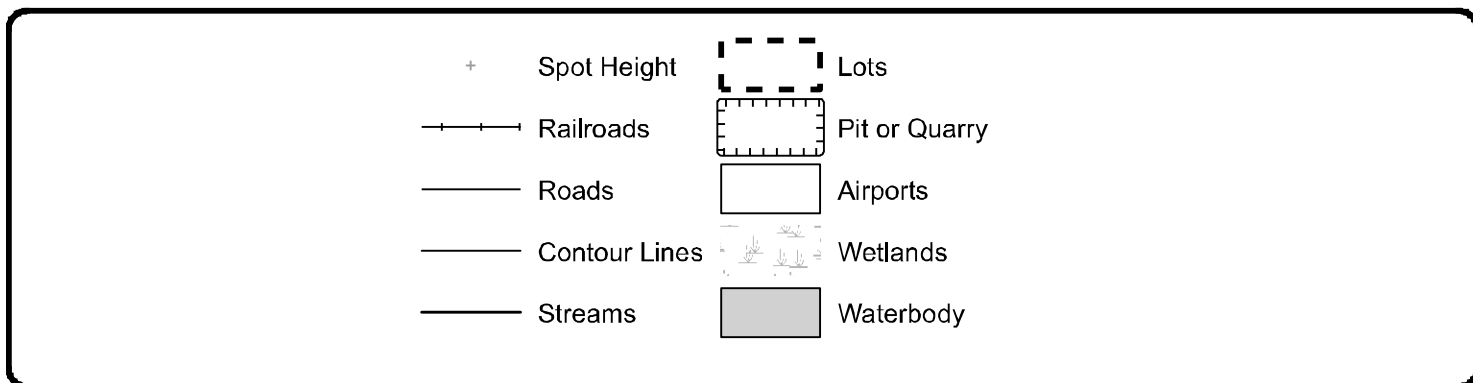 Spot Height
Railroads
Roads
Contour Lines
Streams
Lots
Pit or Quarry
Airports
Wetlands
Waterbody